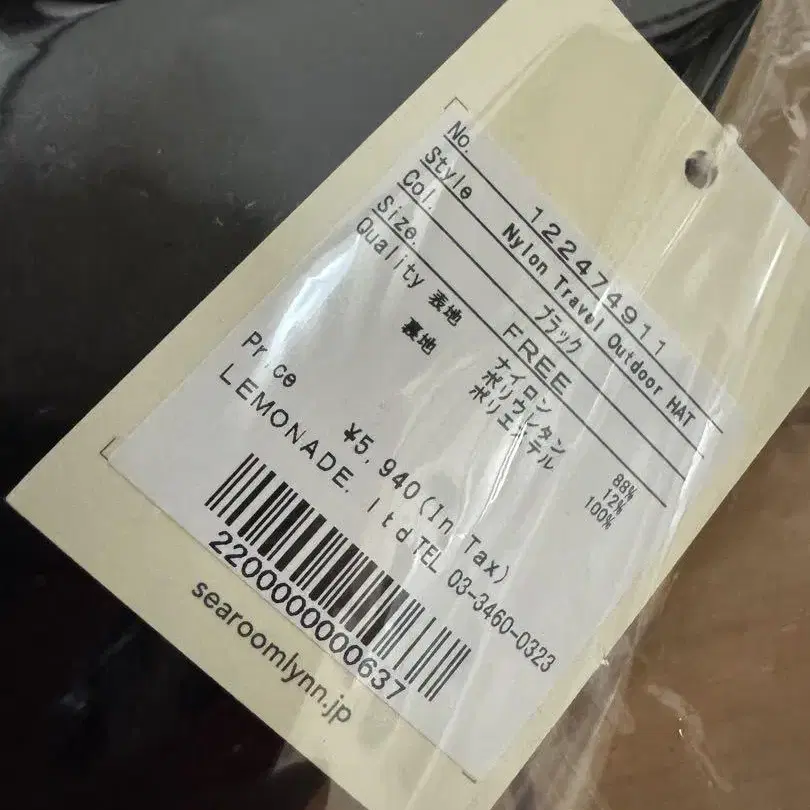 No. 122474911
Style Nylon Travel Outdoor HAT
Col. ブラック
Size. FREE
Quality 表地 ナイロン 88%
ポリウレタン 12%
裏地 ポリエステル 100%
Price ¥5,940(In Tax)
LEMONADE. ltd TEL 03-3460-0323
2200000000637
searoomlynn.jp